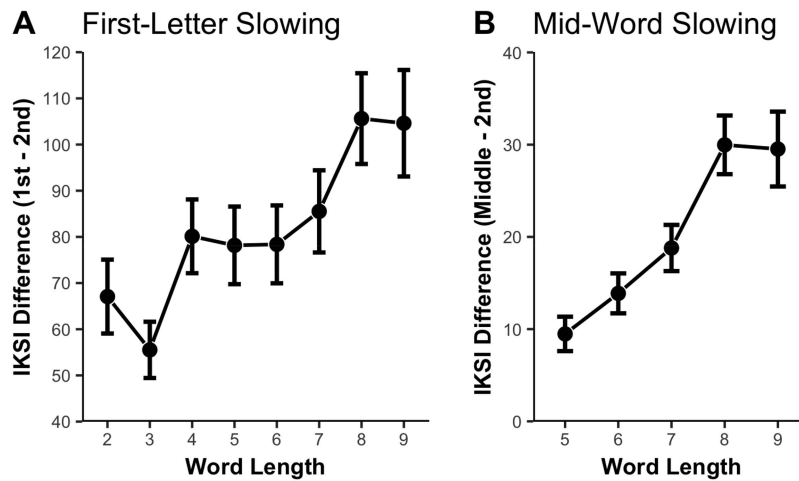 A First-Letter Slowing
IKSI Difference (1st - 2nd)
120
110
100
90
80
70
60
50
40
2 3 4 5 6 7 8 9
Word Length
B Mid-Word Slowing
IKSI Difference (Middle - 2nd)
40
30
20
10
0
5 6 7 8 9
Word Length